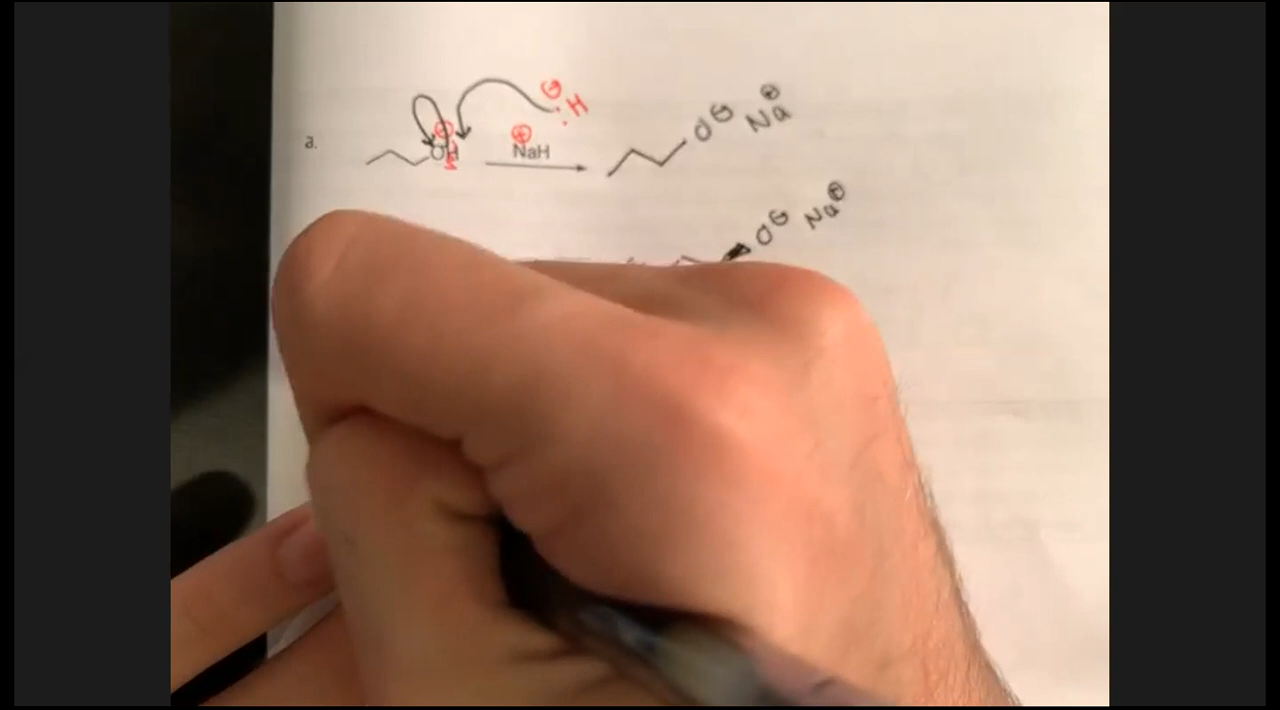 ⊖
:H
a.
OH
⊕
NaH
O⊖ Na⊕
O⊖ Na⊕